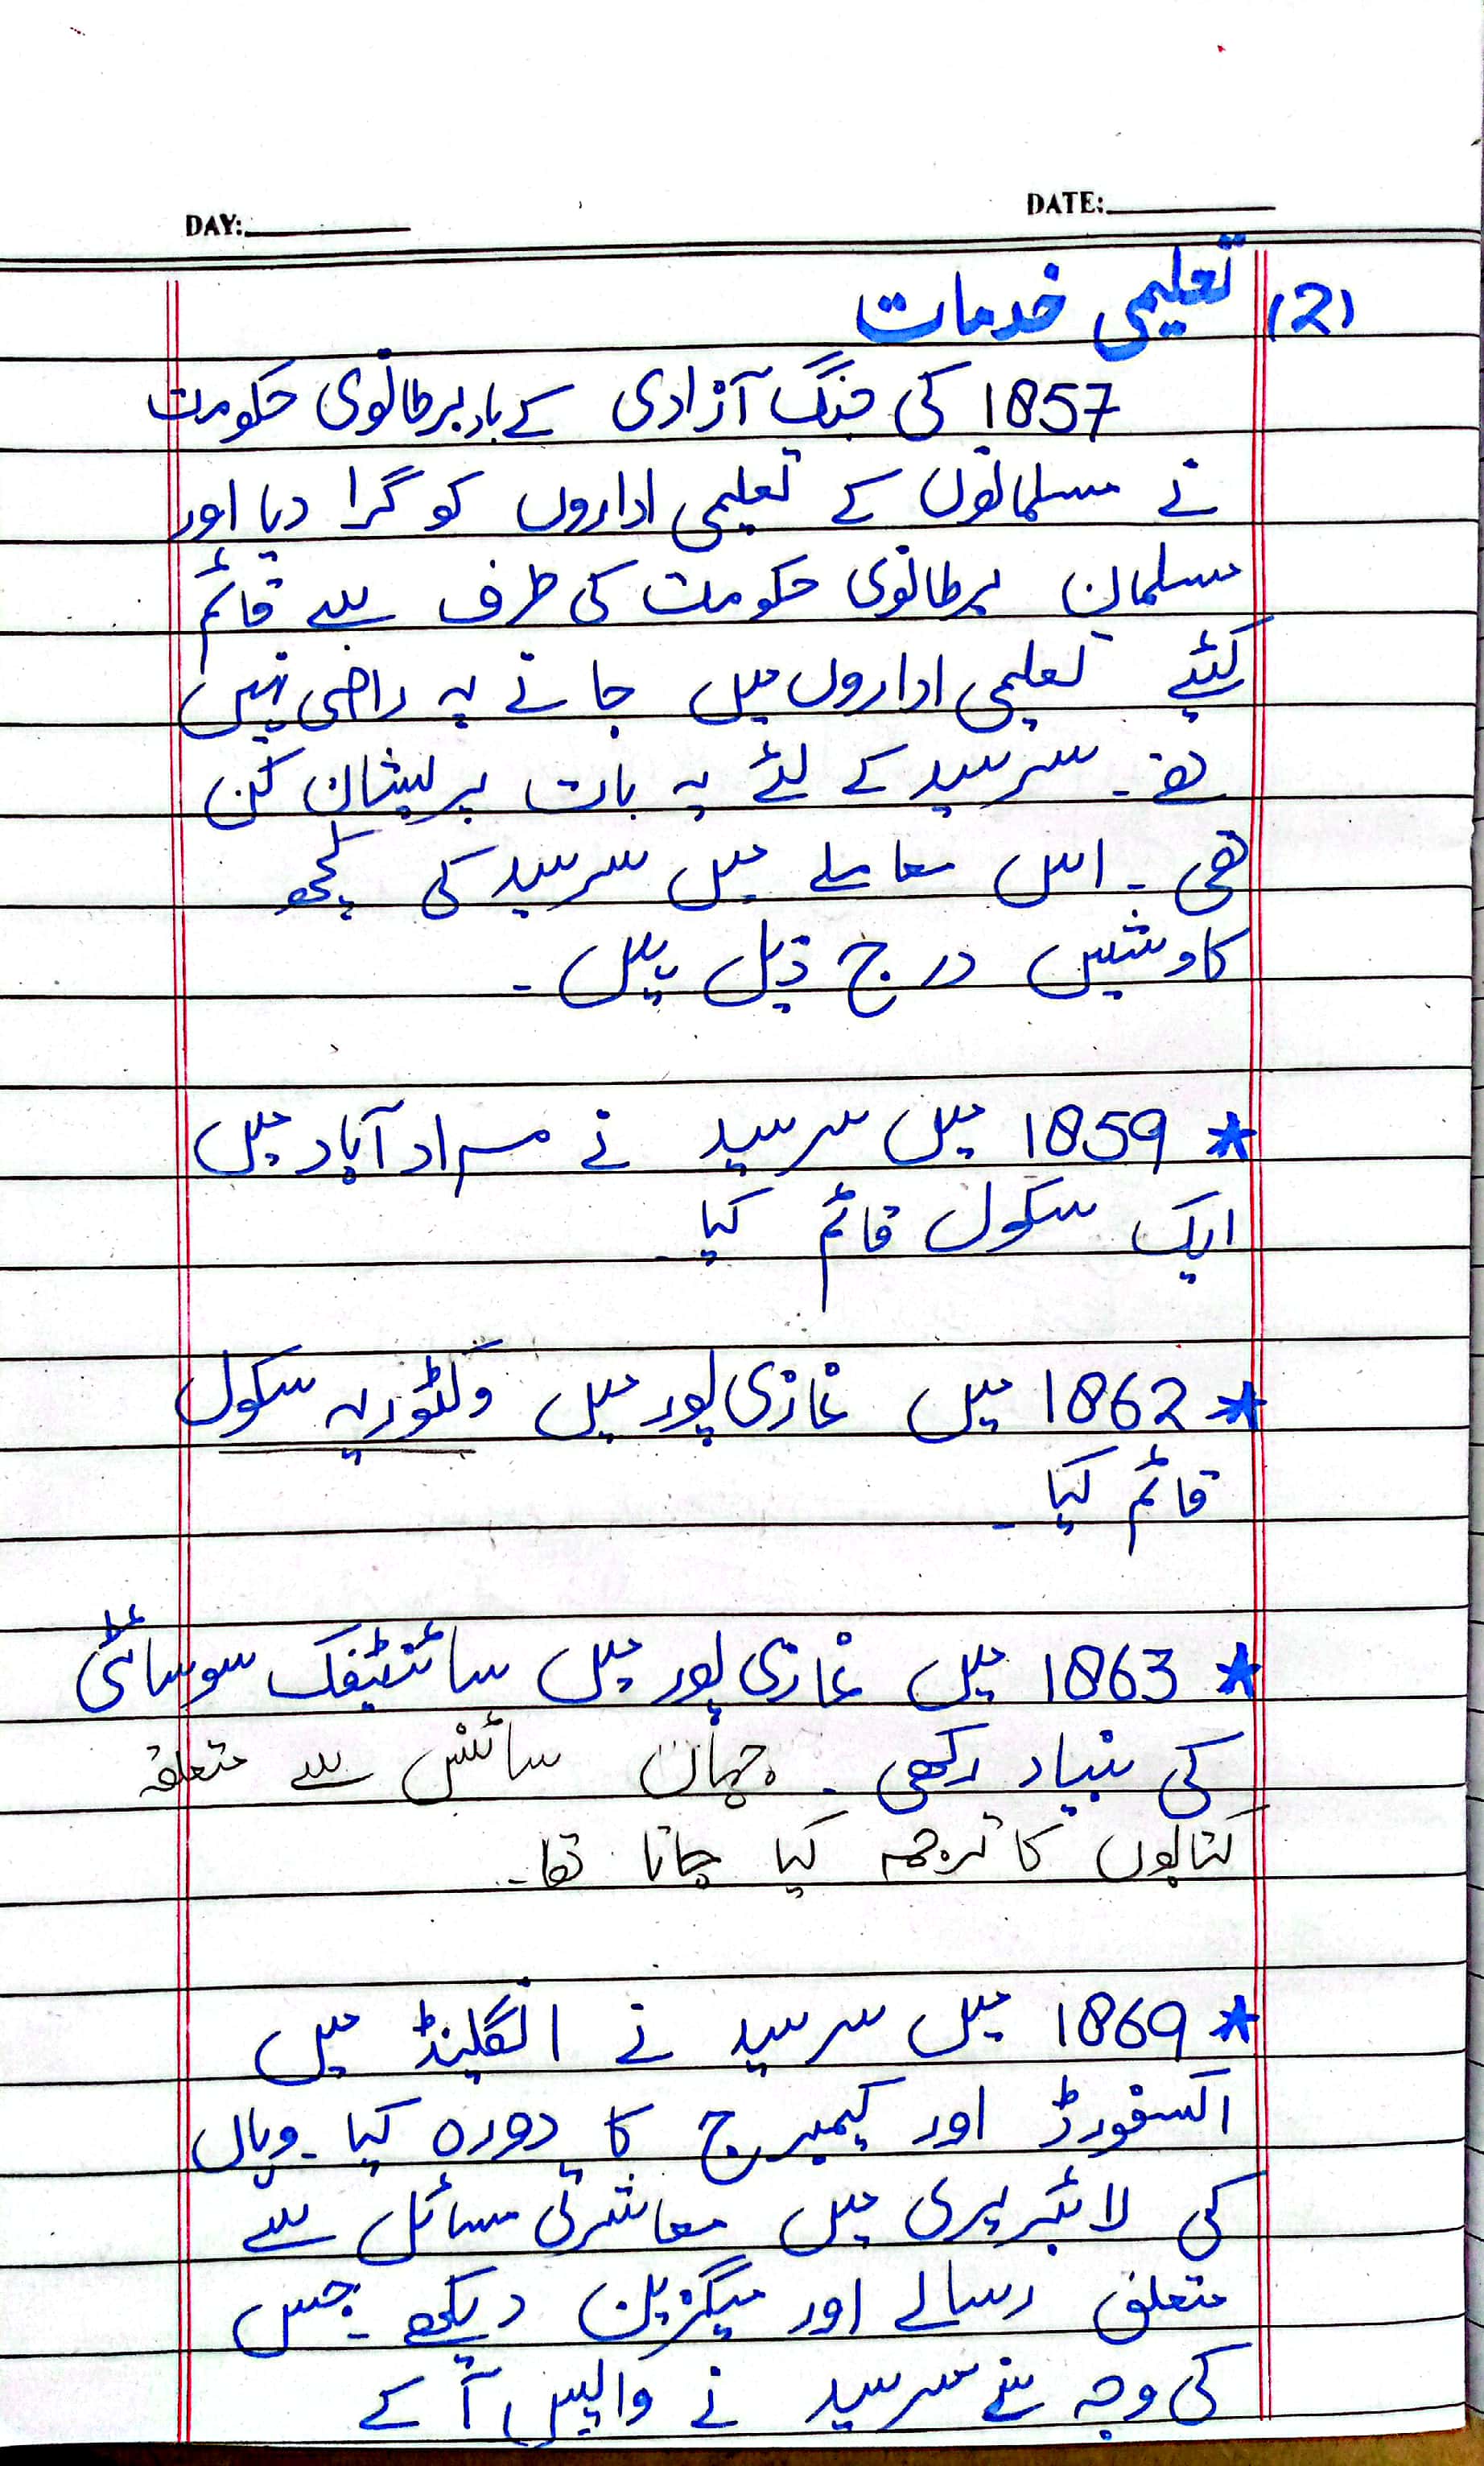 DAY:
DATE:
(2) تعلیمی خدمات
1857 کی جنگ آزادی کے باد برطانوی حکومت
نے مسلمانوں کے تعلیمی اداروں کو گرا دیا اور
مسلمان برطانوی حکومت کی طرف سے قائم
کئیے تعلیمی اداروں میں جانے پہ راضی نہیں
تھے۔ سرسید کے لئے یہ بات پریشان کن
تھی۔ اس معاملے میں سرسید کی کچھ
کاوشیں درج ذیل ہیں۔
* 1859 میں سرسید نے مراد آباد میں
ایک سکول قائم کیا۔
* 1862 میں غازی پور میں وکٹوریہ سکول
قائم کیا۔
* 1863 میں غازی پور میں سائنٹیفک سوسائٹی
کی بنیاد رکھی۔ جہاں سائنس سے متعلقہ
کتابوں کا ترجمہ کیا جاتا تھا۔
* 1869 میں سرسید نے انگلینڈ میں
اکسفورڈ اور کیمبرج کا دورہ کیا۔ وہاں
کی لائبریری میں معاشرتی مسائل سے
متعلق رسالے اور میگزین دیکھے۔ جس
کی وجہ سے سرسید نے واپس آ کے